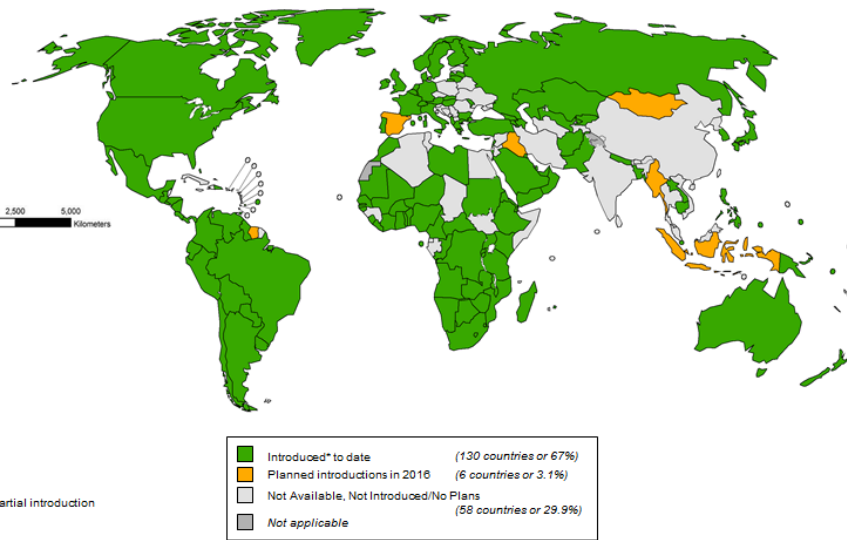 2,500 5,000
Kilometers
Introduced* to date (130 countries or 67%)
Planned introductions in 2016 (6 countries or 3.1%)
Not Available, Not Introduced/No Plans
(58 countries or 29.9%)
Not applicable
artial introduction